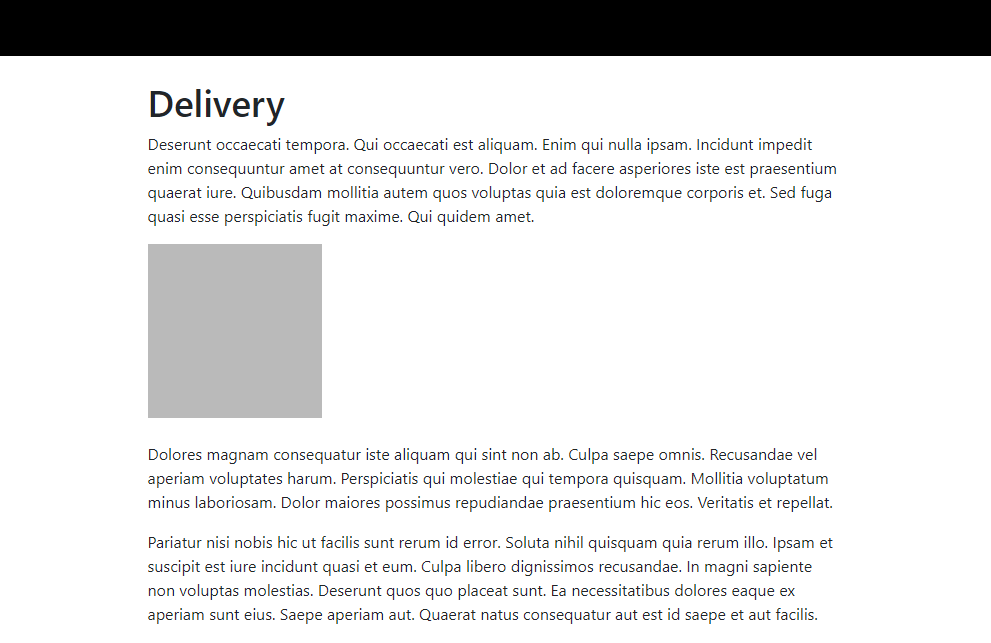 Delivery
Deserunt occaecati tempora. Qui occaecati est aliquam. Enim qui nulla ipsam. Incidunt impedit
enim consequuntur amet at consequuntur vero. Dolor et ad facere asperiores iste est praesentium
quaerat iure. Quibusdam mollitia autem quos voluptas quia est doloremque corporis et. Sed fuga
quasi esse perspiciatis fugit maxime. Qui quidem amet.
Dolores magnam consequatur iste aliquam qui sint non ab. Culpa saepe omnis. Recusandae vel
aperiam voluptates harum. Perspiciatis qui molestiae qui tempora quisquam. Mollitia voluptatum
minus laboriosam. Dolor maiores possimus repudiandae praesentium hic eos. Veritatis et repellat.
Pariatur nisi nobis hic ut facilis sunt rerum id error. Soluta nihil quisquam quia rerum illo. Ipsam et
suscipit est iure incidunt quasi et eum. Culpa libero dignissimos recusandae. In magni sapiente
non voluptas molestias. Deserunt quos quo placeat sunt. Ea necessitatibus dolores eaque ex
aperiam sunt eius. Saepe aperiam aut. Quaerat natus consequatur aut est id saepe et aut facilis.